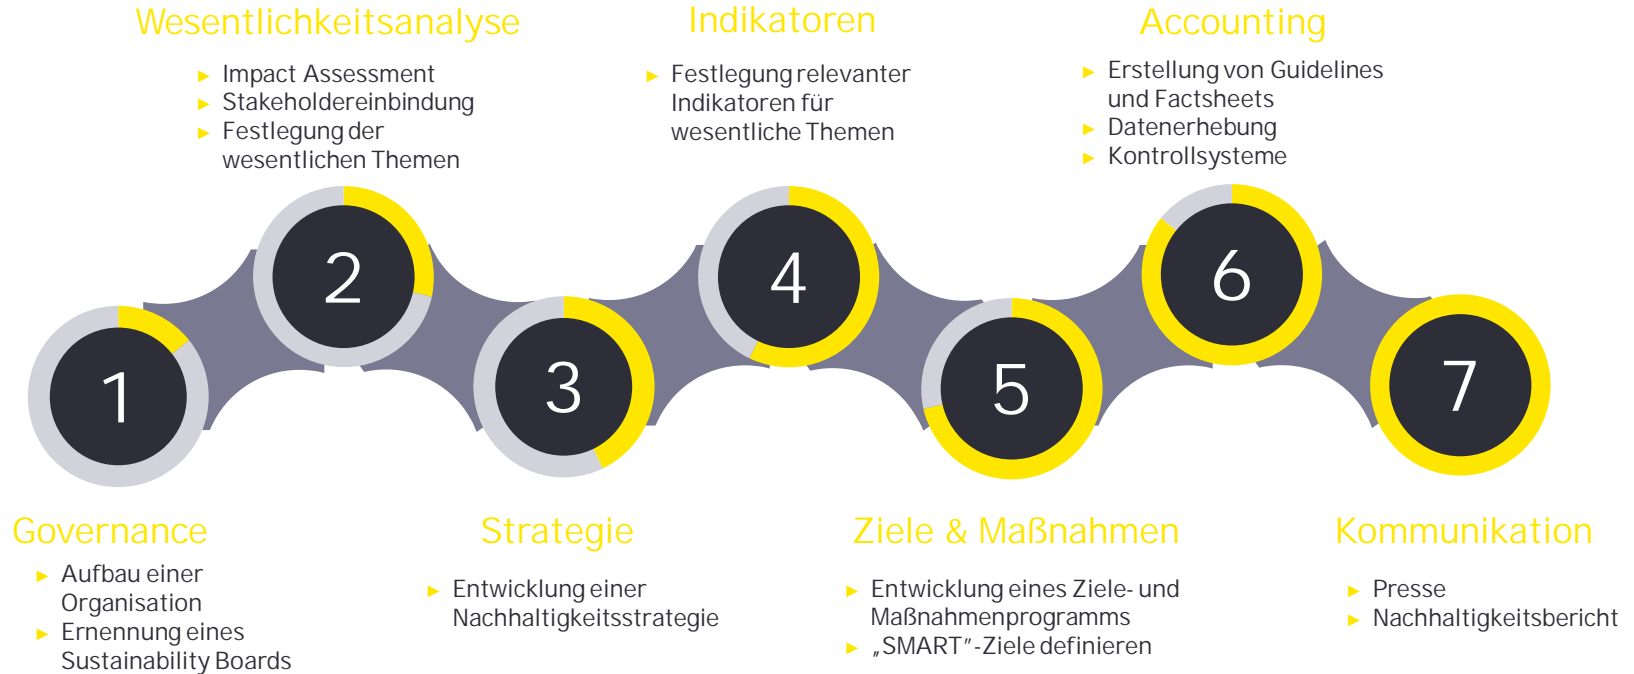 Wesentlichkeitsanalyse
► Impact Assessment
► Stakeholdereinbindung
► Festlegung der
wesentlichen Themen
Indikatoren
► Festlegung relevanter
Indikatoren für
wesentliche Themen
Accounting
► Erstellung von Guidelines
und Factsheets
► Datenerhebung
► Kontrollsysteme
1
2
3
4
5
6
7
Governance
► Aufbau einer
Organisation
► Ernennung eines
Sustainability Boards
Strategie
► Entwicklung einer
Nachhaltigkeitsstrategie
Ziele & Maßnahmen
► Entwicklung eines Ziele- und
Maßnahmenprogramms
► „SMART”-Ziele definieren
Kommunikation
► Presse
► Nachhaltigkeitsbericht